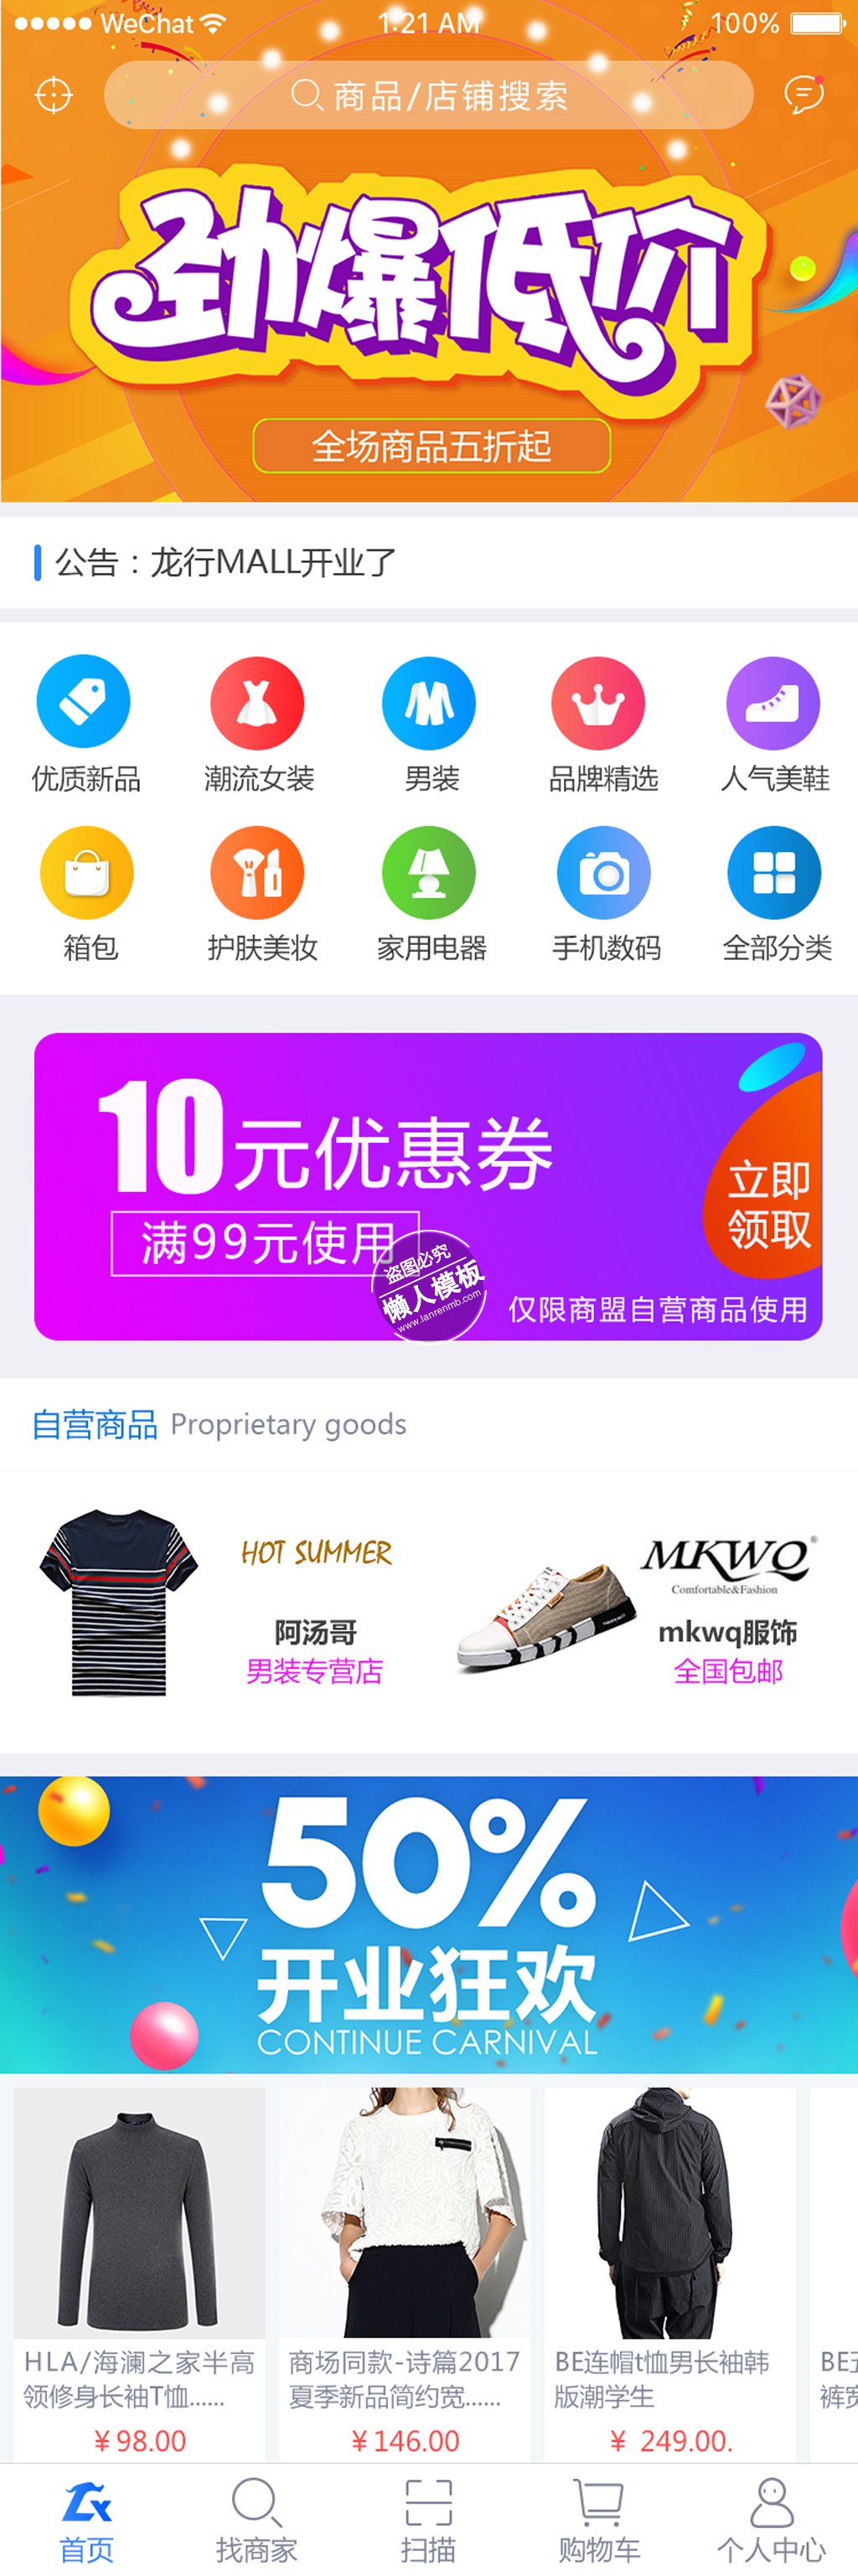 WeChat 1:21 AM 100%
商品/店铺搜索
劲爆低价
全场商品五折起
公告：龙行MALL开业了
优质新品 潮流女装 男装 品牌精选 人气美鞋
箱包 护肤美妆 家用电器 手机数码 全部分类
10元优惠券
立即
领取
满99元使用
盗图必究
懒人模板
www.lanrenmb.com
仅限商盟自营商品使用
自营商品 Proprietary goods
HOT SUMMER
阿汤哥
男装专营店
MKWQ®
Comfortable&Fashion
mkwq服饰
全国包邮
50%
开业狂欢
CONTINUE CARNIVAL
HLA/海澜之家半高
领修身长袖T恤......
¥98.00
商场同款-诗篇2017
夏季新品简约宽......
¥146.00
BE连帽t恤男长袖韩
版潮学生
¥ 249.00.
BE
裤宽
首页 找商家 扫描 购物车 个人中心